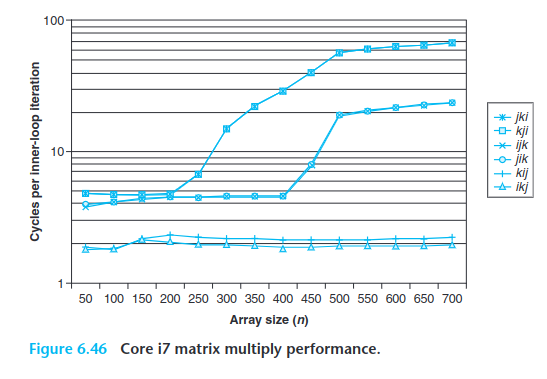 100
10
1
Cycles per inner-loop iteration
50 100 150 200 250 300 350 400 450 500 550 600 650 700
Array size (n)
jki
kji
ijk
jik
kij
ikj
Figure 6.46 Core i7 matrix multiply performance.